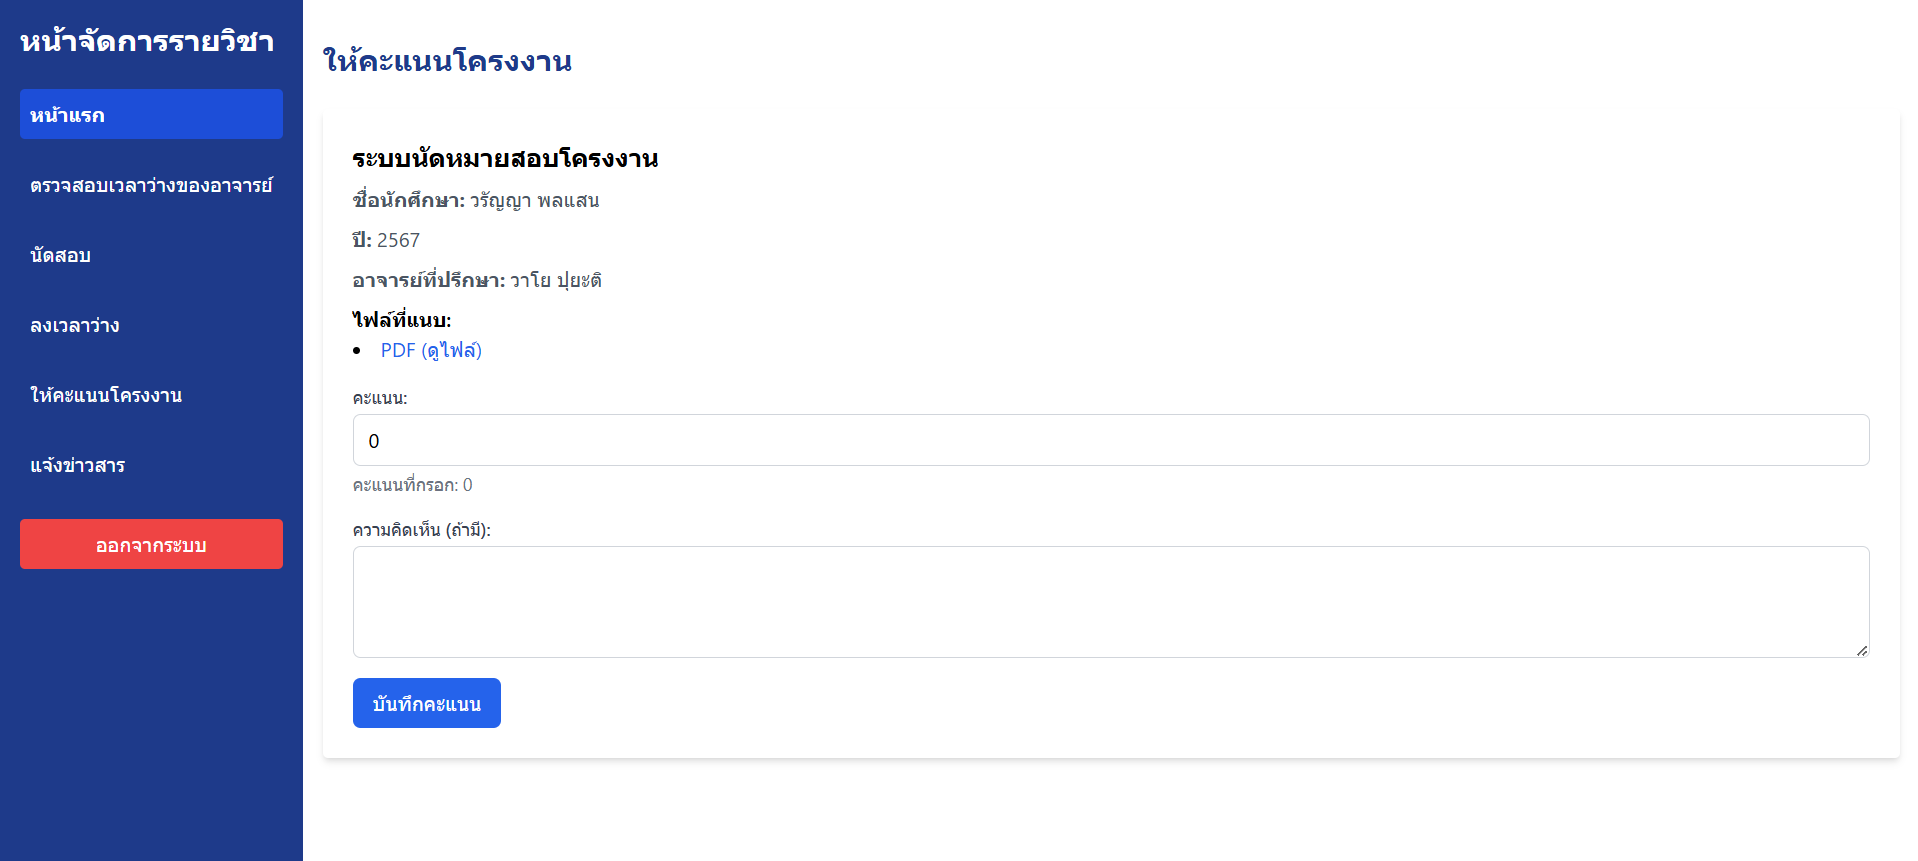 หน้าจัดการรายวิชา
หน้าแรก
ตรวจสอบเวลาว่างของอาจารย์
นัดสอบ
ลงเวลาว่าง
ให้คะแนนโครงงาน
แจ้งข่าวสาร
ออกจากระบบ
ให้คะแนนโครงงาน
ระบบนัดหมายสอบโครงงาน
ชื่อนักศึกษา: วรัญญา พลแสน
ปี: 2567
อาจารย์ที่ปรึกษา: วาโย ปุยะติ
ไฟล์ที่แนบ:
• PDF (ดูไฟล์)
คะแนน:
0
คะแนนที่กรอก: 0
ความคิดเห็น (ถ้ามี):
บันทึกคะแนน